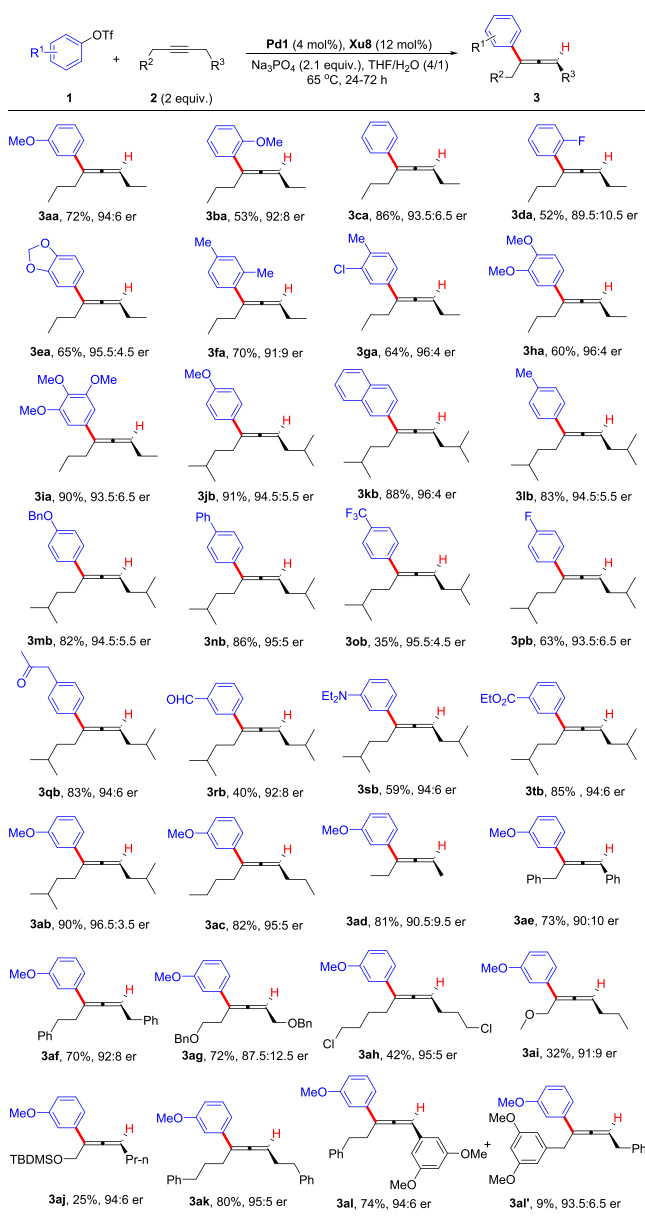 R¹ OTf + R² R³ Pd1 (4 mol%), Xu8 (12 mol%) R¹ H
Na₃PO₄ (2.1 equiv.), THF/H₂O (4/1) R² R³
65 ºC, 24-72 h
1 2 (2 equiv.) 3
MeO H OMe H H F H
3aa, 72%, 94:6 er 3ba, 53%, 92:8 er 3ca, 86%, 93.5:6.5 er 3da, 52%, 89.5:10.5 er
O O H Me Me H Me Cl H MeO MeO H
3ea, 65%, 95.5:4.5 er 3fa, 70%, 91:9 er 3ga, 64%, 96:4 er 3ha, 60%, 96:4 er
MeO OMe MeO H MeO H H Me H
3ia, 90%, 93.5:6.5 er 3jb, 91%, 94.5:5.5 er 3kb, 88%, 96:4 er 3lb, 83%, 94.5:5.5 er
BnO H Ph H F₃C H F H
3mb, 82%, 94.5:5.5 er 3nb, 86%, 95:5 er 3ob, 35%, 95.5:4.5 er 3pb, 63%, 93.5:6.5 er
O H OHC H Et₂N H EtO₂C H
3qb, 83%, 94:6 er 3rb, 40%, 92:8 er 3sb, 59%, 94:6 er 3tb, 85% , 94:6 er
MeO H MeO H MeO H MeO H Ph Ph
3ab, 90%, 96.5:3.5 er 3ac, 82%, 95:5 er 3ad, 81%, 90.5:9.5 er 3ae, 73%, 90:10 er
MeO H Ph Ph MeO H OBn OBn MeO H Cl Cl MeO H O
3af, 70%, 92:8 er 3ag, 72%, 87.5:12.5 er 3ah, 42%, 95:5 er 3ai, 32%, 91:9 er
MeO H TBDMSO Pr-n MeO H Ph Ph MeO H Ph OMe MeO + MeO MeO H Ph MeO
3aj, 25%, 94:6 er 3ak, 80%, 95:5 er 3al, 74%, 94:6 er 3al', 9%, 93.5:6.5 er